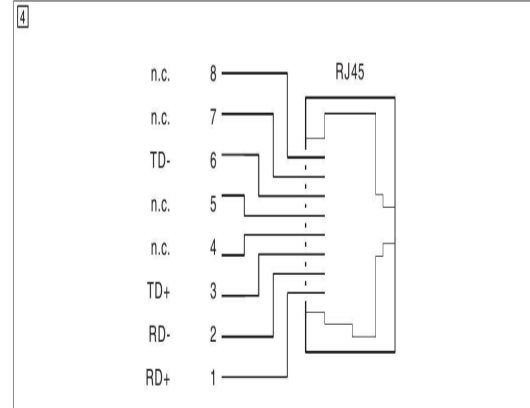 4
RJ45
n.c. 8
n.c. 7
TD- 6
n.c. 5
n.c. 4
TD+ 3
RD- 2
RD+ 1